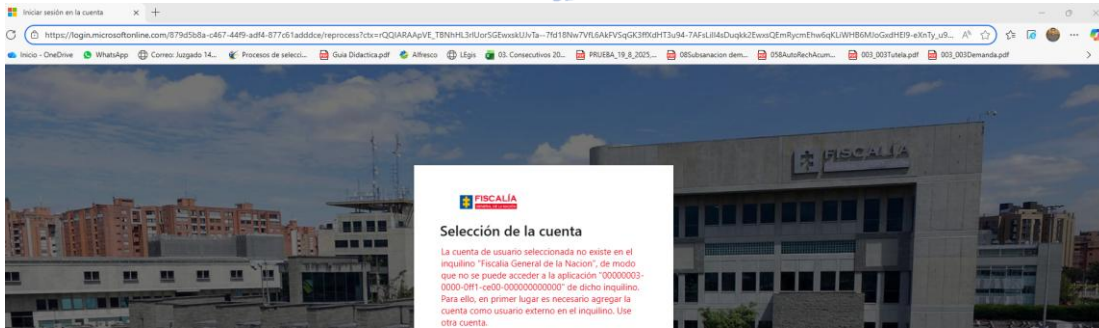 Iniciar sesión en la cuenta
https://login.microsoftonline.com/879d5b8a-c467-44f9-adf4-877c61adddce/reprocess?ctx=
Inicio - OneDrive WhatsApp Correo: Juzgado 14... Procesos de selecci... Guia Didactica.pdf Alfresco LEgis 03. Consecutivos 20... PRUEBA_19_8_2025,... 08Subsanacion dem... 058AutoRechAcum... 003_003Tutela.pdf 003_003Demanda.pdf
FISCALIA
FISCALÍA
GENERAL DE LA NACIÓN
Selección de la cuenta
La cuenta de usuario seleccionada no existe en el
inquilino "Fiscalia General de la Nacion", de modo
que no se puede acceder a la aplicación "00000003-
0000-0ff1-ce00-000000000000" de dicho inquilino.
Para ello, en primer lugar es necesario agregar la
cuenta como usuario externo en el inquilino. Use
otra cuenta.